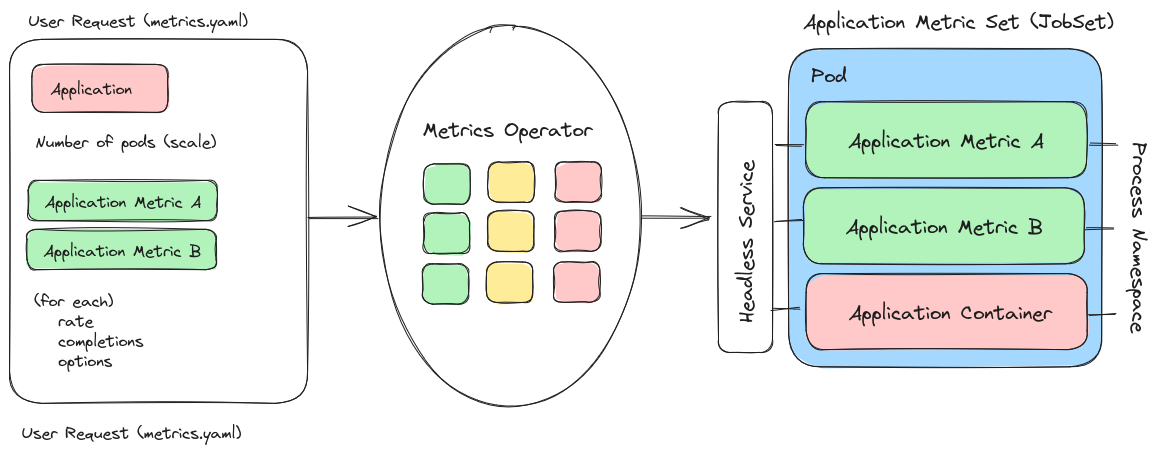 User Request (metrics.yaml)
Application
Number of pods (scale)
Application Metric A
Application Metric B
(for each)
rate
completions
options
User Request (metrics.yaml)
Metrics Operator
Application Metric Set (JobSet)
Headless Service
Pod
Application Metric A
Application Metric B
Application Container
Process Namespace